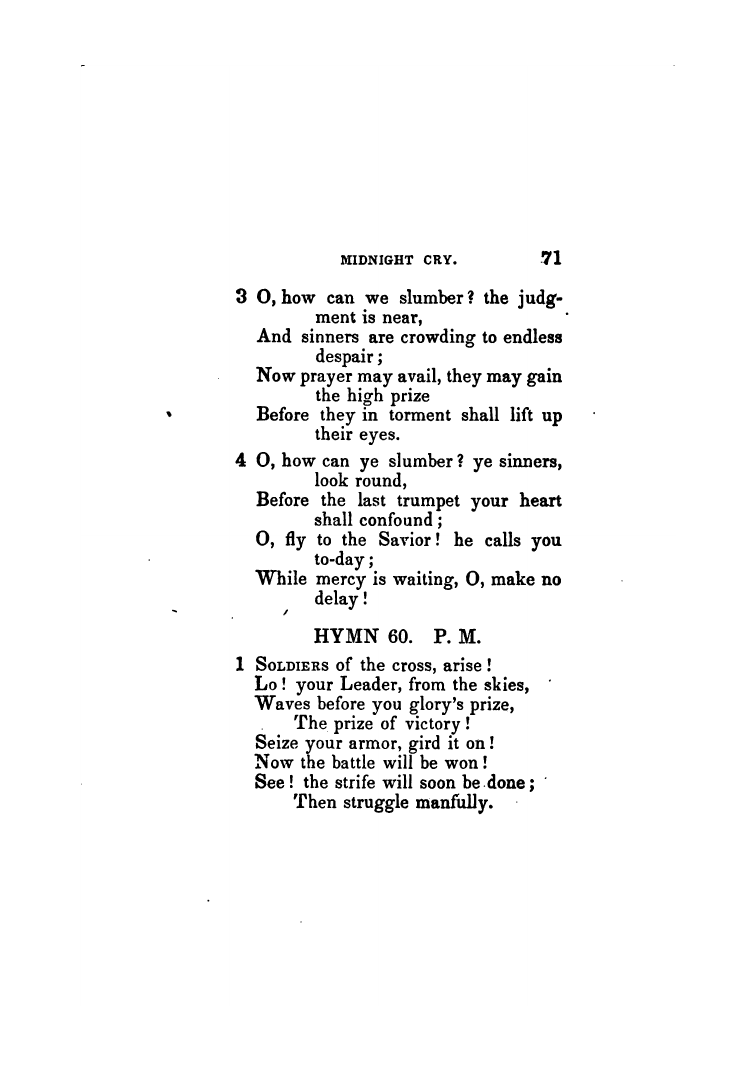 MIDNIGHT CRY. 71
3 O, how can we slumber? the judg-
ment is near,
And sinners are crowding to endless
despair;
Now prayer may avail, they may gain
the high prize
Before they in torment shall lift up
their eyes.
4 O, how can ye slumber? ye sinners,
look round,
Before the last trumpet your heart
shall confound;
O, fly to the Savior! he calls you
to-day;
While mercy is waiting, O, make no
delay!
HYMN 60. P. M.
1 SOLDIERS of the cross, arise!
Lo! your Leader, from the skies,
Waves before you glory's prize,
The prize of victory!
Seize your armor, gird it on!
Now the battle will be won!
See! the strife will soon be done;
Then struggle manfully.